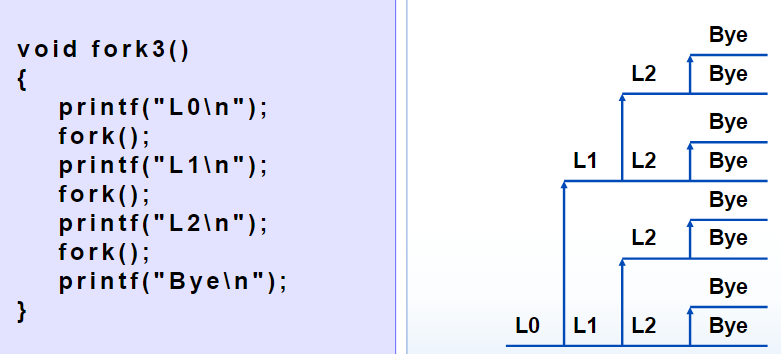 void fork3()
{
printf("L0\n");
fork();
printf("L1\n");
fork();
printf("L2\n");
fork();
printf("Bye\n");
}
Bye
L2 Bye
Bye
L1 L2 Bye
Bye
L2 Bye
Bye
L0 L1 L2 Bye